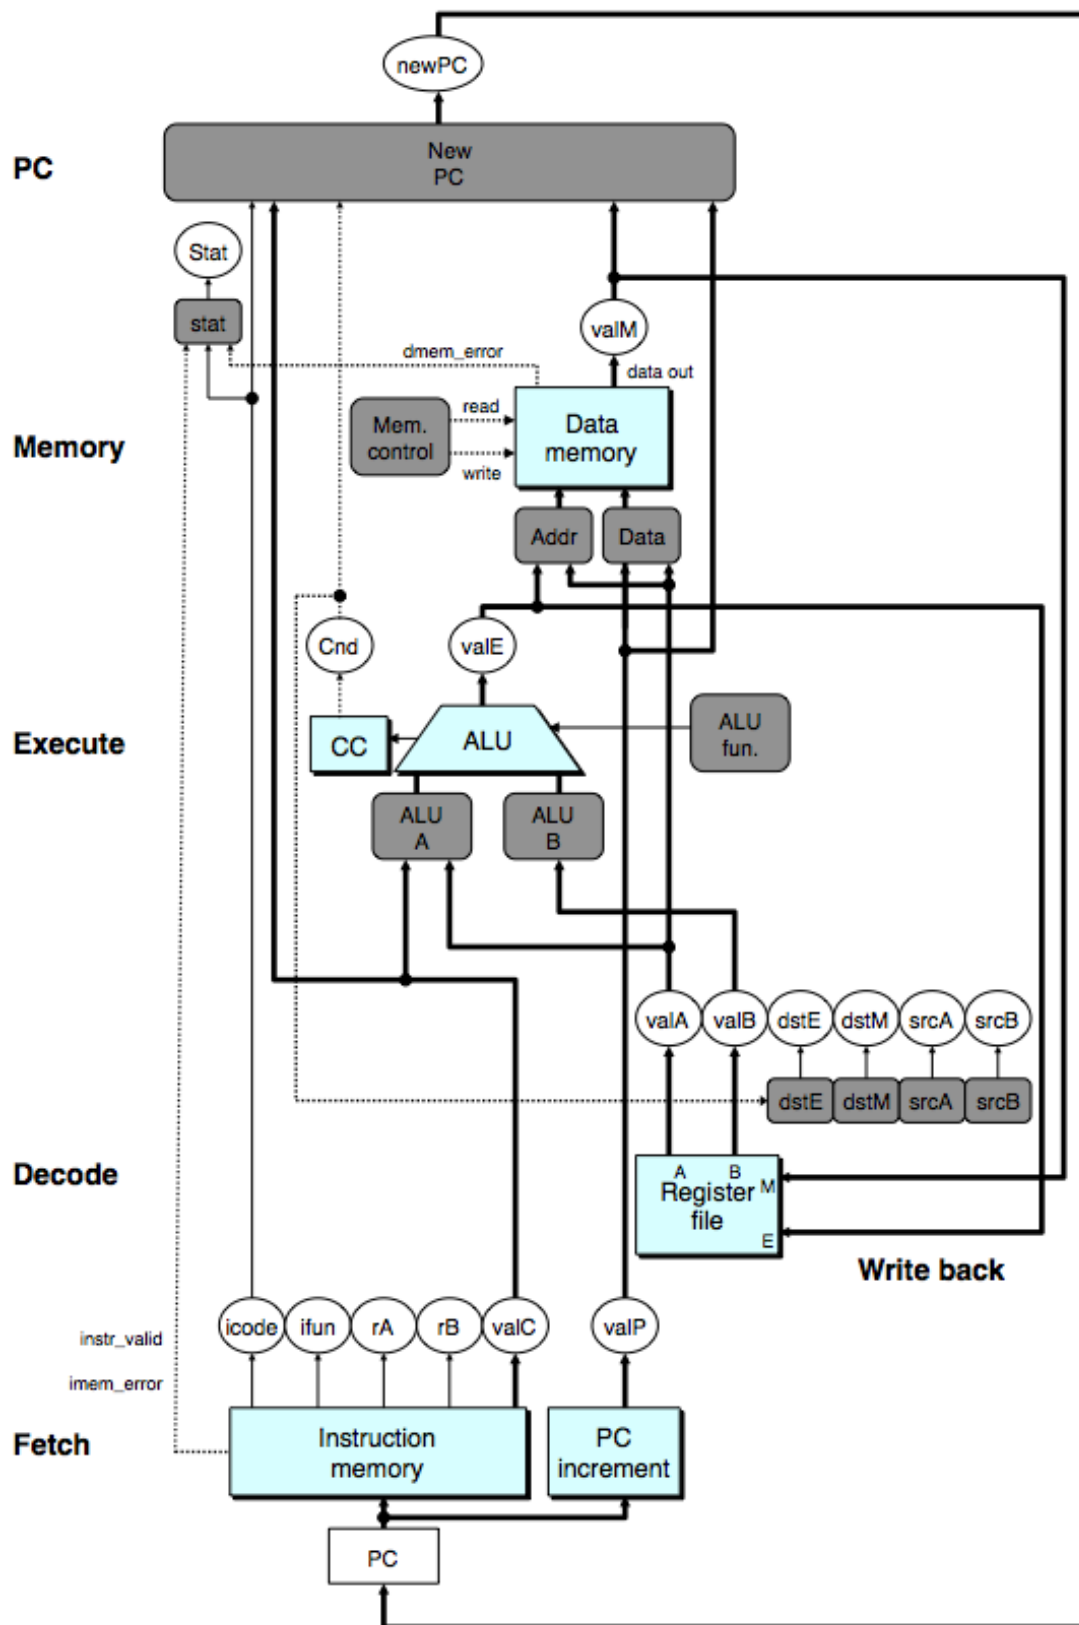 newPC
New
PC
PC
Stat
stat
valM
dmem_error
data out
read
Mem.
control
Data
memory
Memory
write
Addr
Data
Cnd
valE
ALU
fun.
CC
ALU
Execute
ALU
A
ALU
B
valA
valB
dstE
dstM
srcA
srcB
dstE
dstM
srcA
srcB
Decode
A
B
M
Register
file
E
Write back
icode
ifun
rA
rB
valC
valP
instr_valid
imem_error
Fetch
Instruction
memory
PC
increment
PC